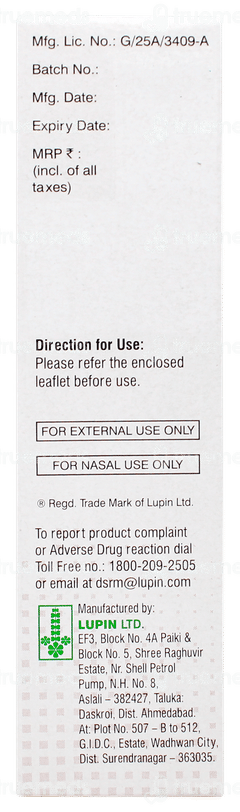 Mfg. Lic. No.: G/25A/3409-A
Batch No.:
Mfg. Date:
Expiry Date:
MRP ₹ :
(incl. of all
taxes)
Direction for Use:
Please refer the enclosed
leaflet before use.
FOR EXTERNAL USE ONLY
FOR NASAL USE ONLY
® Regd. Trade Mark of Lupin Ltd.
To report product complaint
or Adverse Drug reaction dial
Toll Free no.: 1800-209-2505
or email at dsrm@lupin.com
Manufactured by:
LUPIN LTD.
EF3, Block No. 4A Paiki &
Block No. 5, Shree Raghuvir
Estate, Nr. Shell Petrol
Pump, N.H. No. 8,
Aslali – 382427, Taluka:
Daskroi, Dist. Ahmedabad.
At: Plot No. 507 – B to 512,
G.I.D.C., Estate, Wadhwan City,
Dist. Surendranagar – 363035.